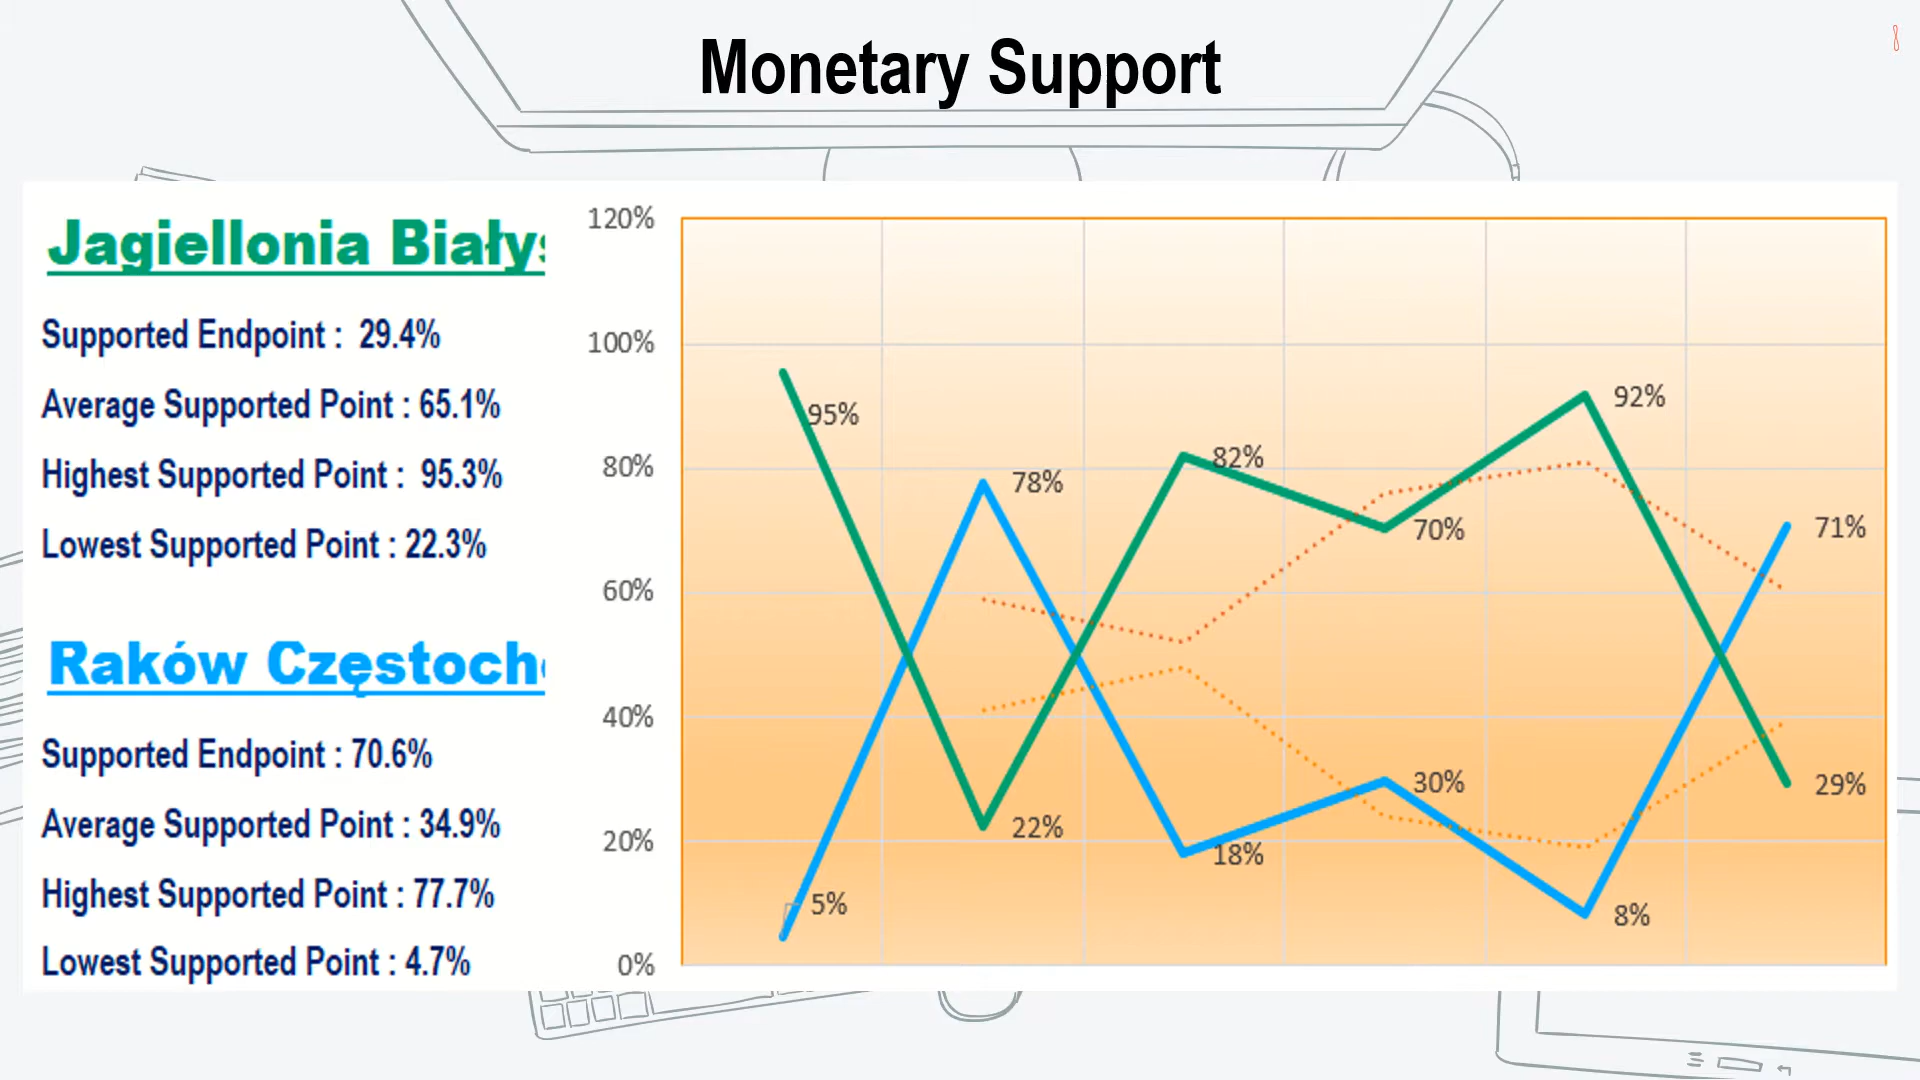 Monetary Support
Jagiellonia Białys
Supported Endpoint : 29.4%
Average Supported Point : 65.1%
Highest Supported Point : 95.3%
Lowest Supported Point : 22.3%
Raków Częstoch
Supported Endpoint : 70.6%
Average Supported Point : 34.9%
Highest Supported Point : 77.7%
Lowest Supported Point : 4.7%
120%
100%
80%
60%
40%
20%
0%
95%
22%
82%
70%
92%
29%
5%
78%
18%
30%
8%
71%